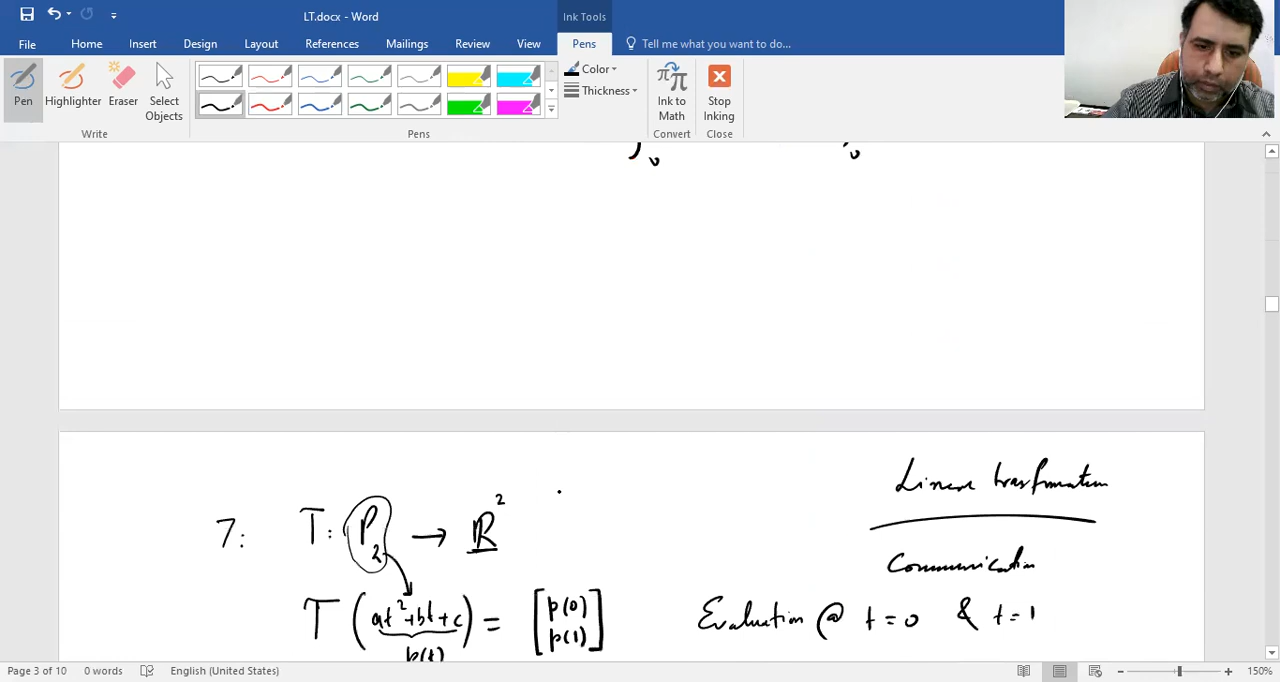 LT.docx - Word
Ink Tools
File Home Insert Design Layout References Mailings Review View Pens Tell me what you want to do...
Pen Highlighter Eraser Select Objects
Color
Thickness
Ink to Math
Stop Inking
Write Pens Convert Close
Linear trasfrmation
Communication
7: T: P₂ → R²
T(at²+bt+c) = [p(0) p(1)] Evaluation @ t=0 & t=1
p(t)
Page 3 of 10 0 words English (United States) 150%